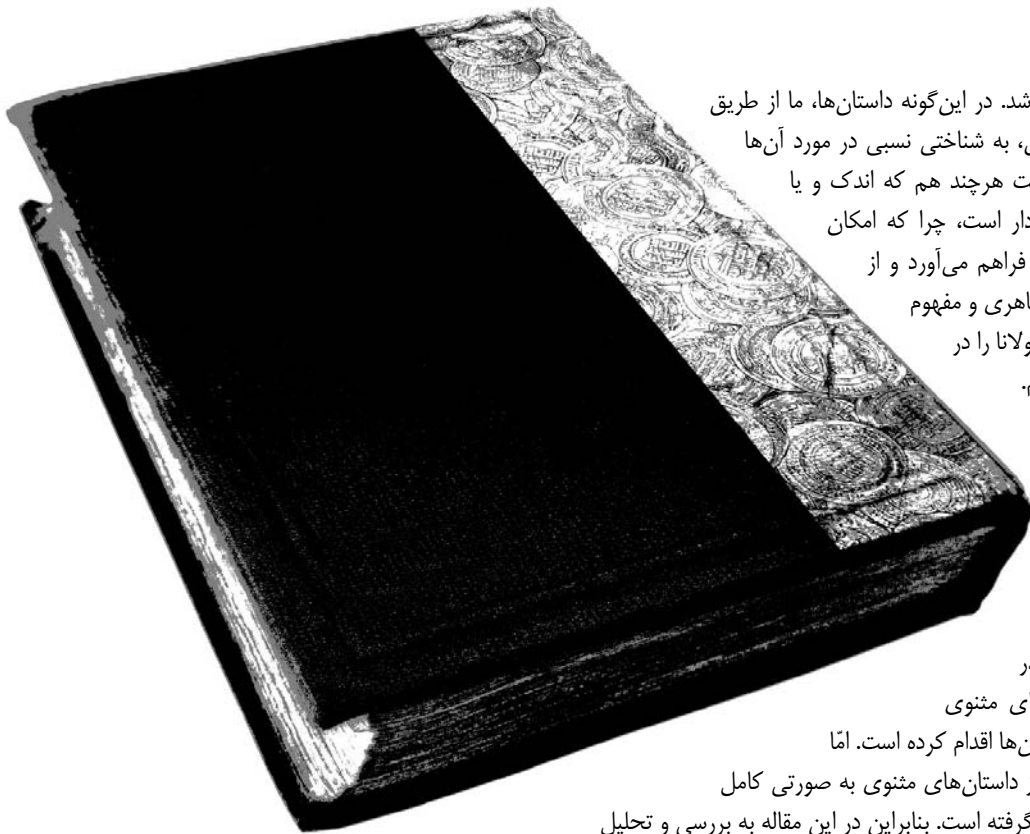 شد. در این‌گونه داستان‌ها، ما از طریق
به شناختی نسبی در مورد آن‌ها
هرچند هم که اندک و یا
دار است، چرا که امکان
فراهم می‌آورد و از
اهری و مفهوم
ولانا را در
مثنوی
ن‌ها اقدام کرده است. امّا
ر داستان‌های مثنوی به صورتی کامل
گرفته است. بنابراین در این مقاله به بررسی و تحلیل